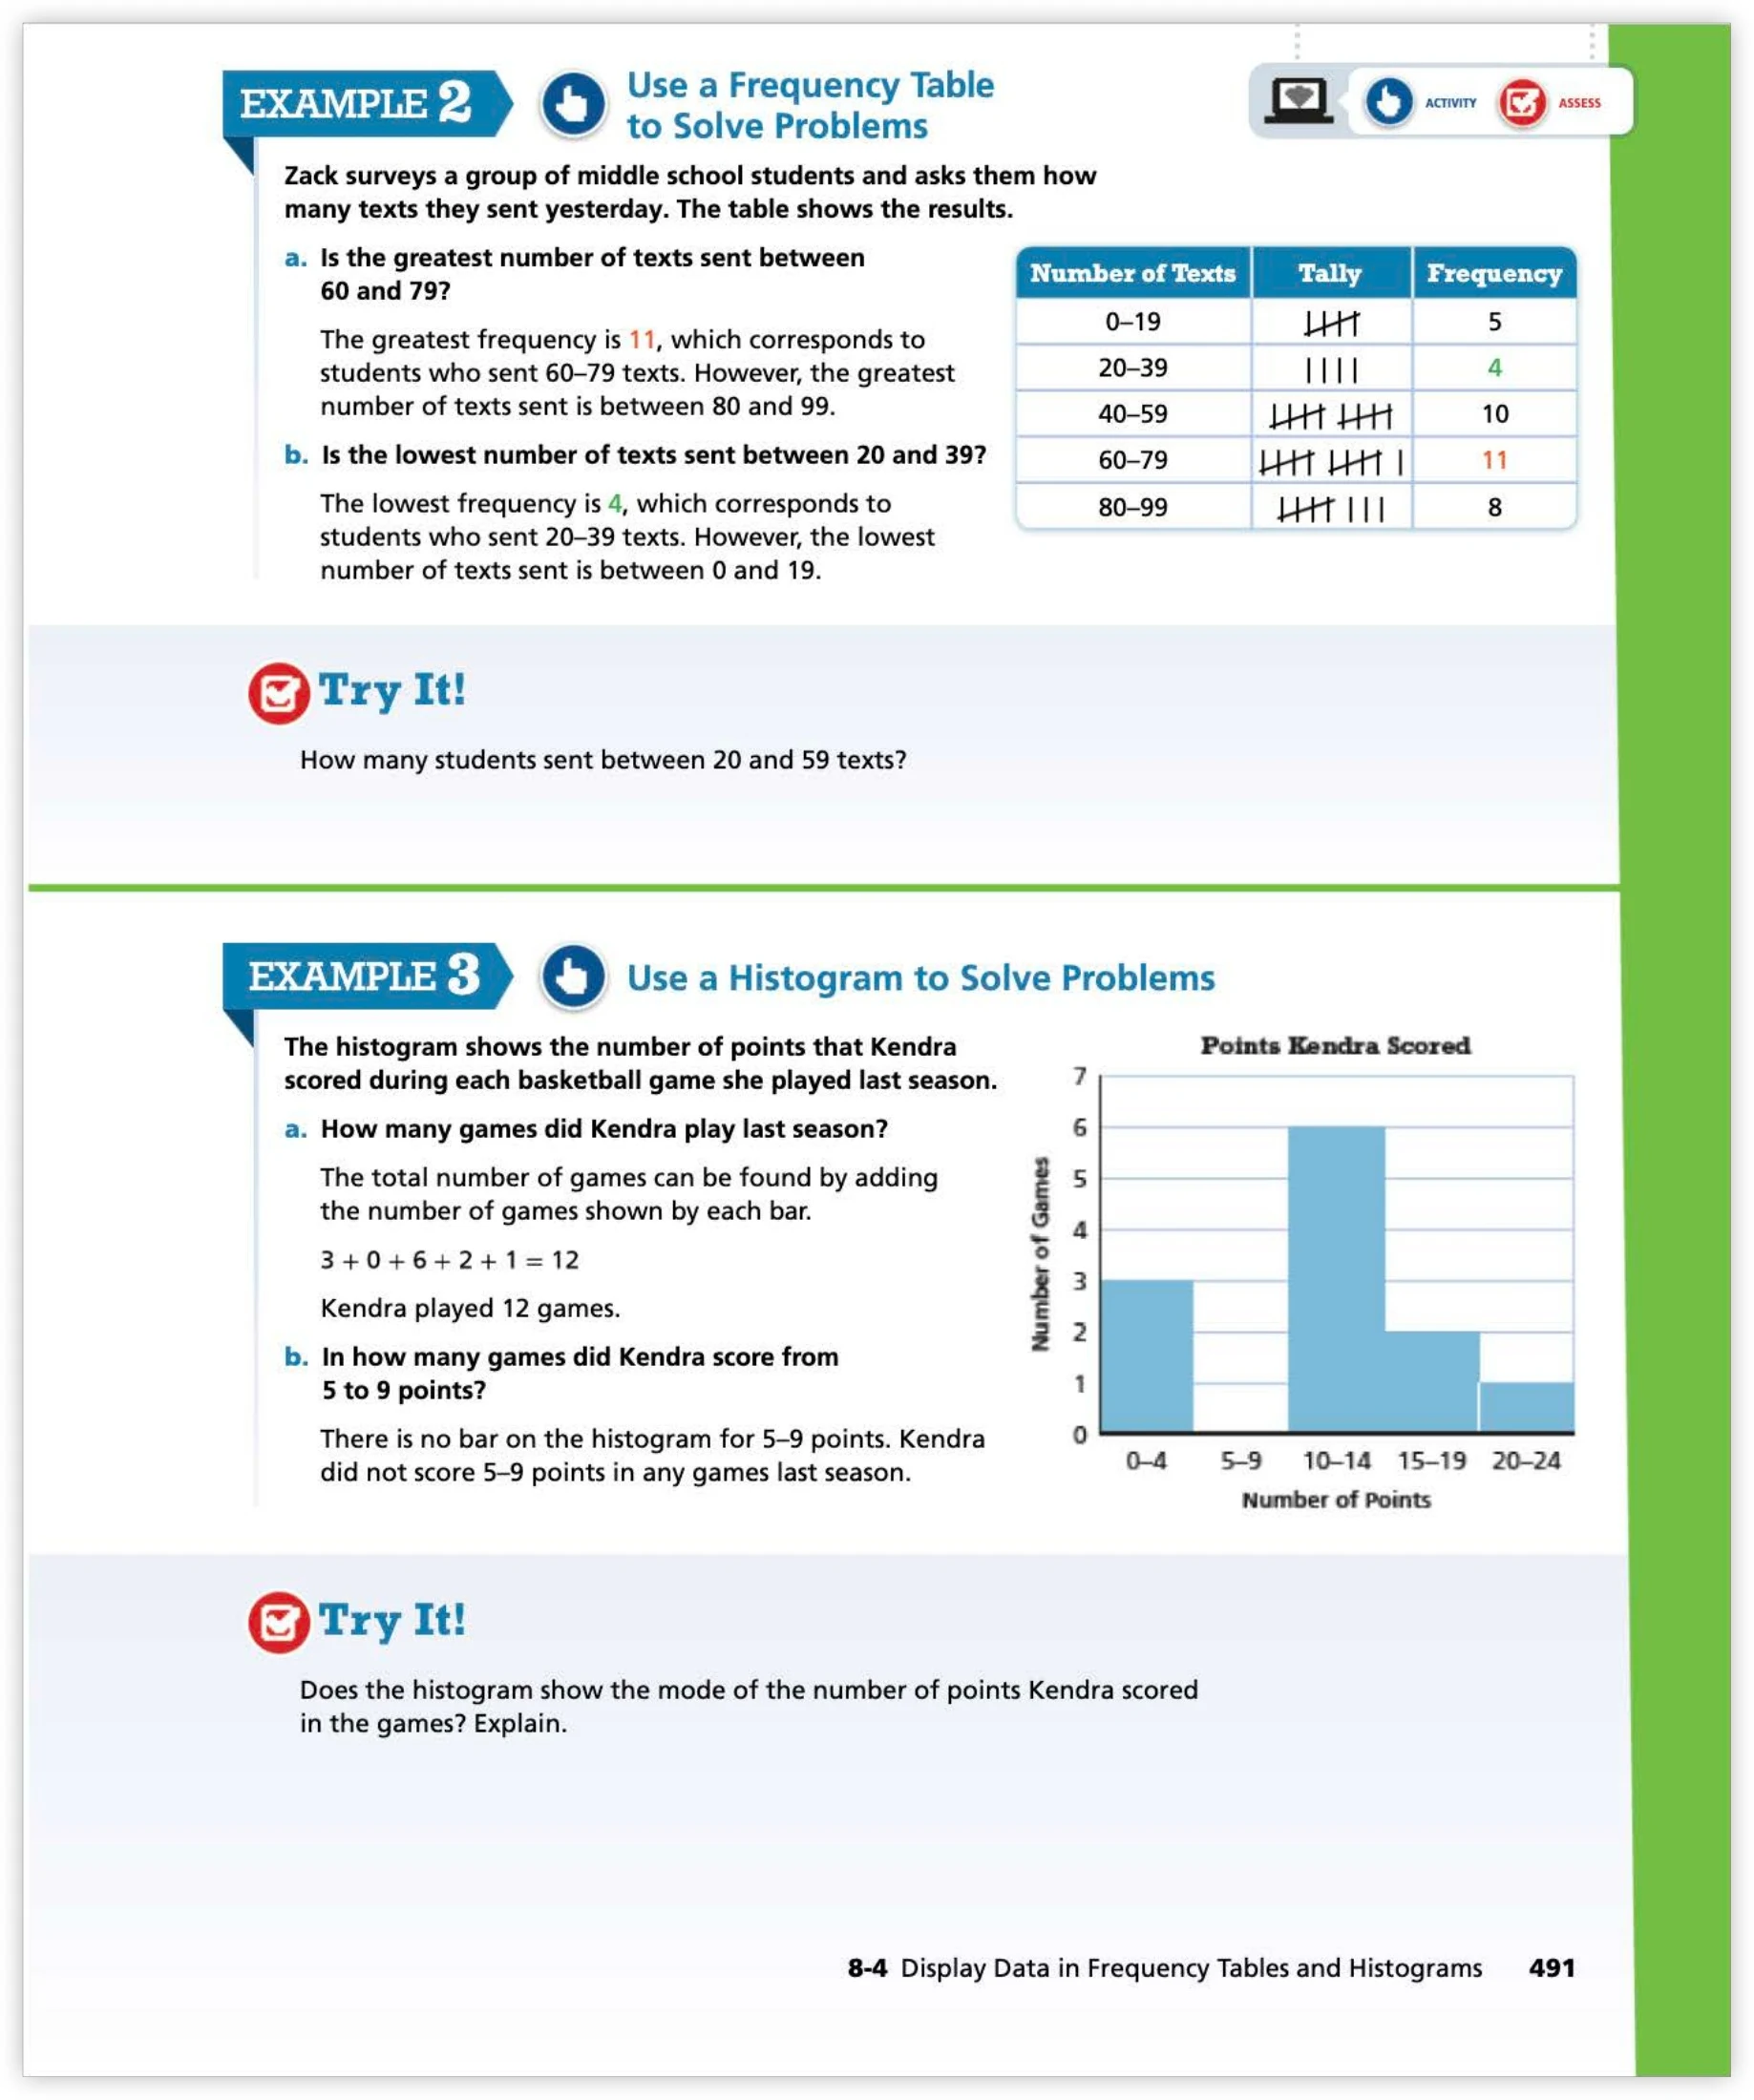 EXAMPLE 2
Use a Frequency Table
to Solve Problems
ACTIVITY
ASSESS
Zack surveys a group of middle school students and asks them how
many texts they sent yesterday. The table shows the results.
a. Is the greatest number of texts sent between
60 and 79?
The greatest frequency is 11, which corresponds to
students who sent 60–79 texts. However, the greatest
number of texts sent is between 80 and 99.
b. Is the lowest number of texts sent between 20 and 39?
The lowest frequency is 4, which corresponds to
students who sent 20–39 texts. However, the lowest
number of texts sent is between 0 and 19.
Number of Texts Tally Frequency
0–19 5
20–39 4
40–59 10
60–79 11
80–99 8
Try It!
How many students sent between 20 and 59 texts?
EXAMPLE 3
Use a Histogram to Solve Problems
The histogram shows the number of points that Kendra
scored during each basketball game she played last season.
a. How many games did Kendra play last season?
The total number of games can be found by adding
the number of games shown by each bar.
3 + 0 + 6 + 2 + 1 = 12
Kendra played 12 games.
b. In how many games did Kendra score from
5 to 9 points?
There is no bar on the histogram for 5–9 points. Kendra
did not score 5–9 points in any games last season.
Points Kendra Scored
Number of Games
7
6
5
4
3
2
1
0
0–4 5–9 10–14 15–19 20–24
Number of Points
Try It!
Does the histogram show the mode of the number of points Kendra scored
in the games? Explain.
8-4 Display Data in Frequency Tables and Histograms 491